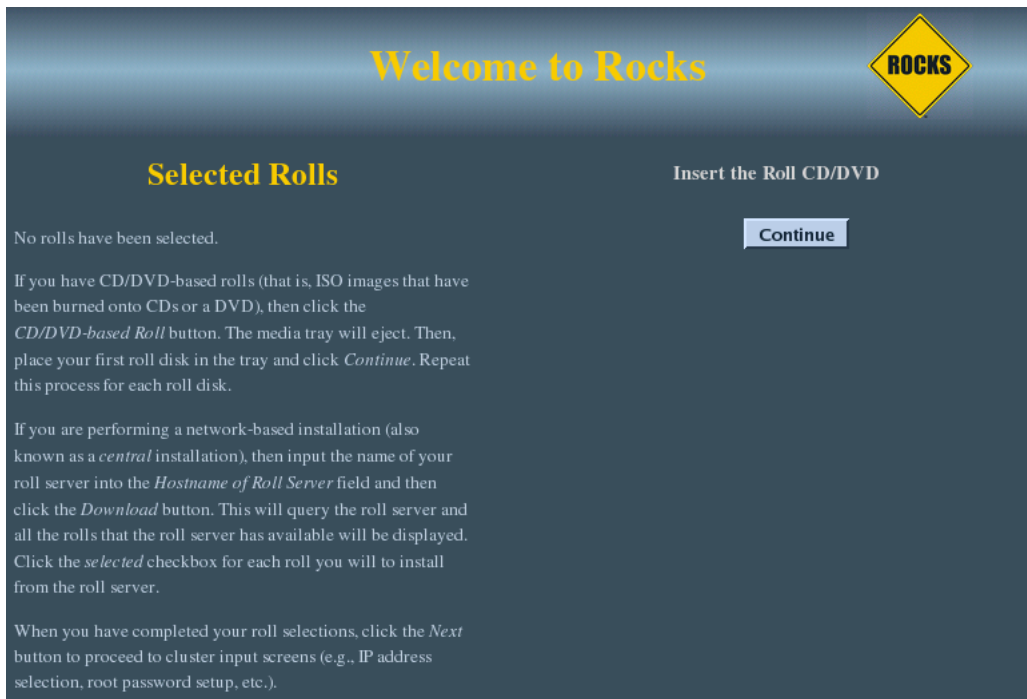 Welcome to Rocks
ROCKS
Selected Rolls
No rolls have been selected.
If you have CD/DVD-based rolls (that is, ISO images that have
been burned onto CDs or a DVD), then click the
CD/DVD-based Roll button. The media tray will eject. Then,
place your first roll disk in the tray and click Continue. Repeat
this process for each roll disk.
If you are performing a network-based installation (also
known as a central installation), then input the name of your
roll server into the Hostname of Roll Server field and then
click the Download button. This will query the roll server and
all the rolls that the roll server has available will be displayed.
Click the selected checkbox for each roll you will to install
from the roll server.
When you have completed your roll selections, click the Next
button to proceed to cluster input screens (e.g., IP address
selection, root password setup, etc.).
Insert the Roll CD/DVD
Continue